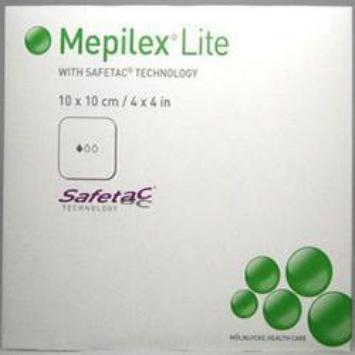 Mepilex® Lite
WITH SAFETAC® TECHNOLOGY
10 x 10 cm / 4 x 4 in
Safetac®
TECHNOLOGY
MÖLNLYCKE HEALTH CARE